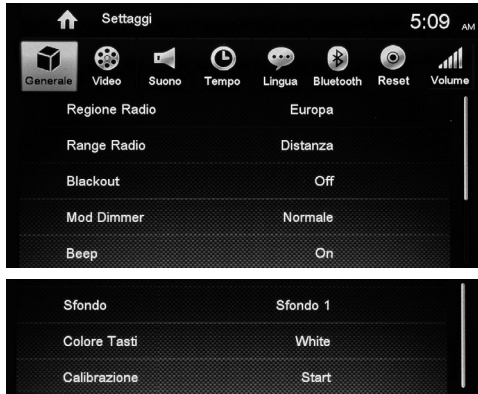 Settaggi 5:09 AM
Generale Video Suono Tempo Lingua Bluetooth Reset Volume
Regione Radio Europa
Range Radio Distanza
Blackout Off
Mod Dimmer Normale
Beep On
Sfondo Sfondo 1
Colore Tasti White
Calibrazione Start